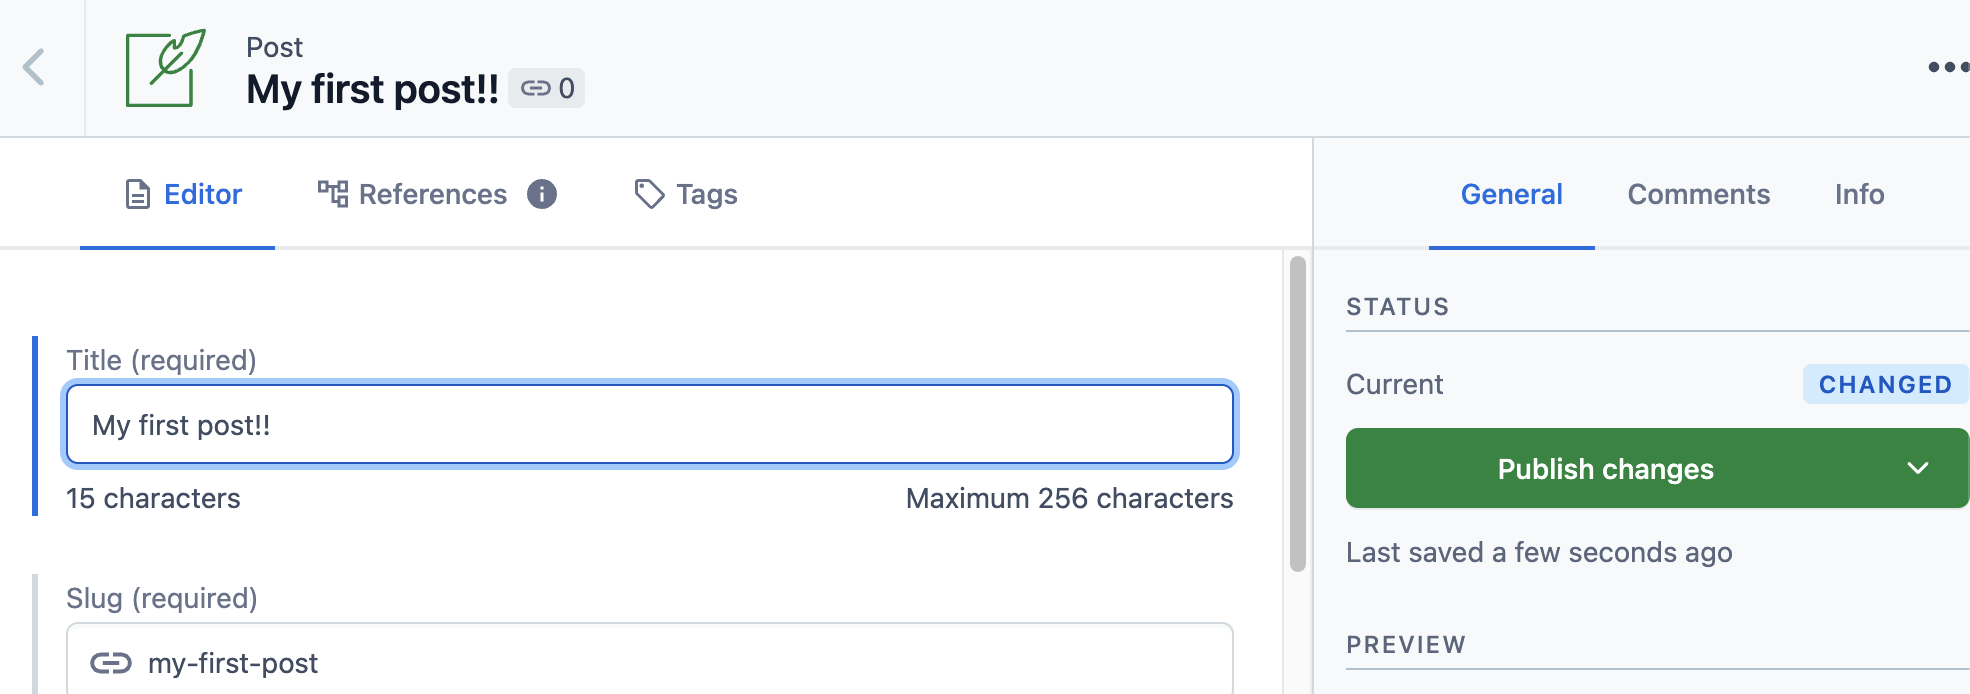 Post
My first post!! 0
Editor References i Tags
General Comments Info
Title (required)
My first post!!
15 characters Maximum 256 characters
Slug (required)
my-first-post
STATUS
Current CHANGED
Publish changes
Last saved a few seconds ago
PREVIEW